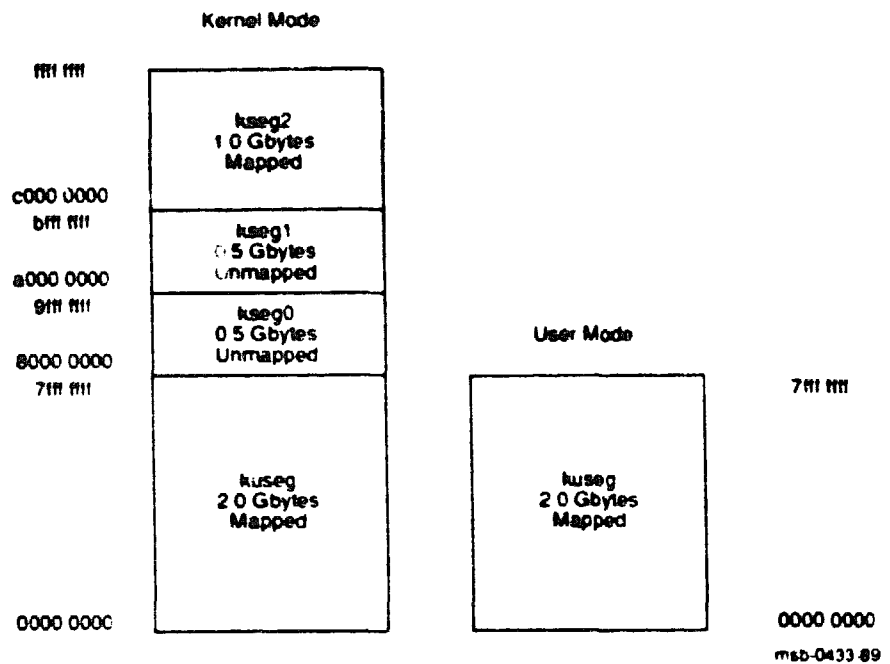 Kernel Mode
ffff ffff
kseg2
1.0 Gbytes
Mapped
c000 0000
bfff ffff
kseg1
0.5 Gbytes
Unmapped
a000 0000
9fff ffff
kseg0
0.5 Gbytes
Unmapped
8000 0000
7fff ffff
kuseg
2.0 Gbytes
Mapped
0000 0000
User Mode
7fff ffff
kuseg
2.0 Gbytes
Mapped
0000 0000
msb-0433-89